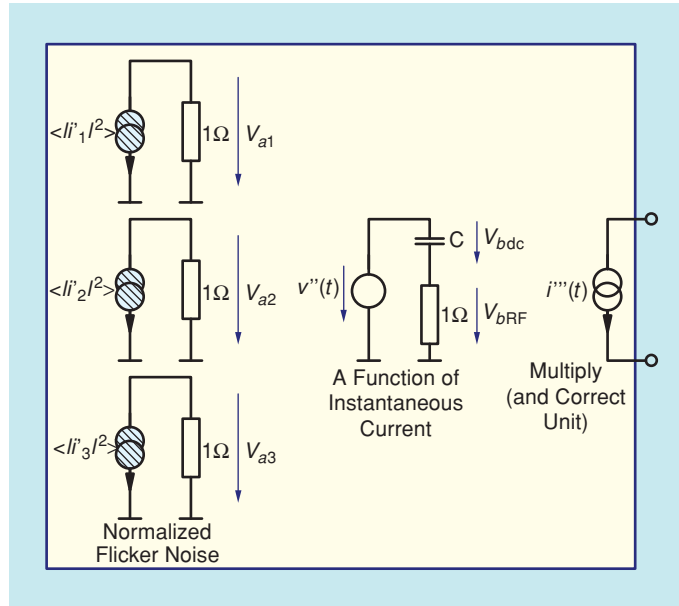 <|i'1|²>
1Ω
Va1
<|i'2|²>
1Ω
Va2
<|i'3|²>
1Ω
Va3
Normalized
Flicker Noise
v''(t)
C
Vbdc
1Ω
VbRF
A Function of
Instantaneous
Current
i'''(t)
Multiply
(and Correct
Unit)